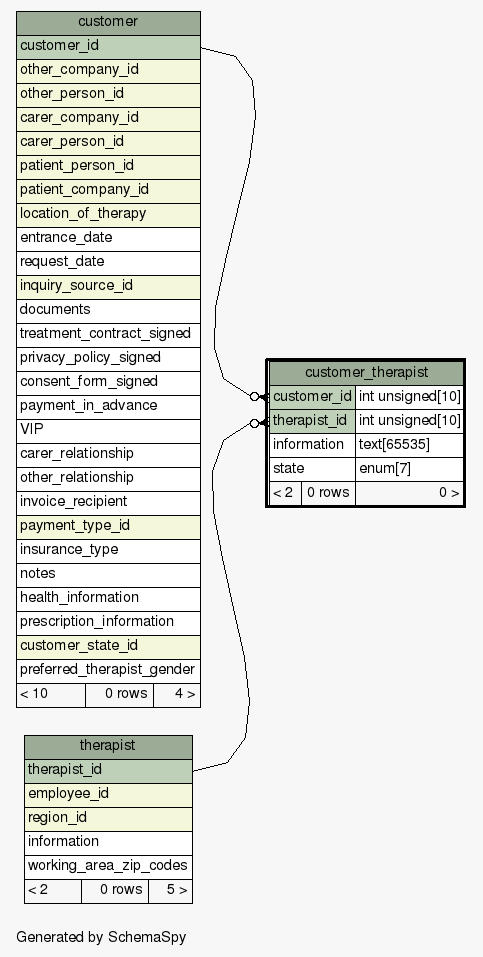 customer
customer_id
other_company_id
other_person_id
carer_company_id
carer_person_id
patient_person_id
patient_company_id
location_of_therapy
entrance_date
request_date
inquiry_source_id
documents
treatment_contract_signed
privacy_policy_signed
consent_form_signed
payment_in_advance
VIP
carer_relationship
other_relationship
invoice_recipient
payment_type_id
insurance_type
notes
health_information
prescription_information
customer_state_id
preferred_therapist_gender
< 10 0 rows 4 >
customer_therapist
customer_id int unsigned[10]
therapist_id int unsigned[10]
information text[65535]
state enum[7]
< 2 0 rows 0 >
therapist
therapist_id
employee_id
region_id
information
working_area_zip_codes
< 2 0 rows 5 >
Generated by SchemaSpy